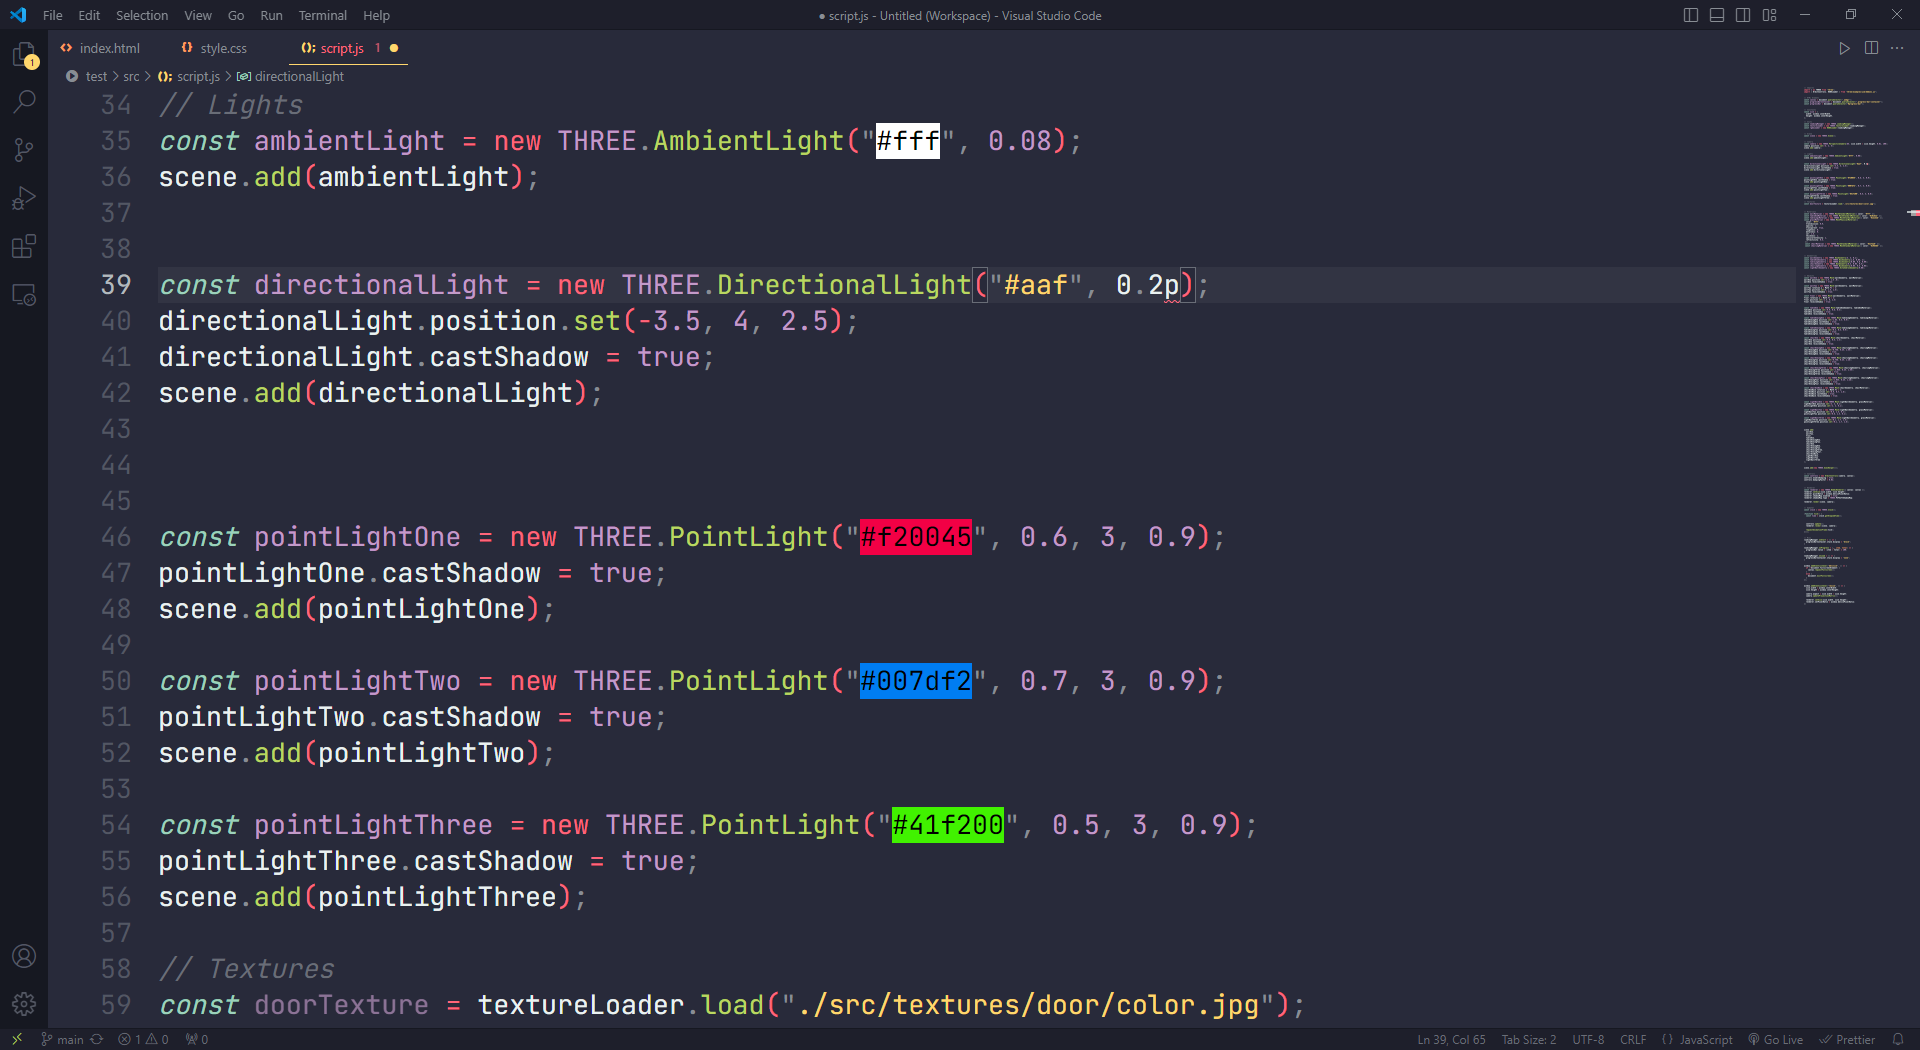 File Edit Selection View Go Run Terminal Help
● script.js - Untitled (Workspace) - Visual Studio Code
index.html style.css script.js 1
1
test > src > script.js > directionalLight
34 // Lights
35 const ambientLight = new THREE.AmbientLight("#fff", 0.08);
36 scene.add(ambientLight);
37
38
39 const directionalLight = new THREE.DirectionalLight("#aaf", 0.2p);
40 directionalLight.position.set(-3.5, 4, 2.5);
41 directionalLight.castShadow = true;
42 scene.add(directionalLight);
43
44
45
46 const pointLightOne = new THREE.PointLight("#f20045", 0.6, 3, 0.9);
47 pointLightOne.castShadow = true;
48 scene.add(pointLightOne);
49
50 const pointLightTwo = new THREE.PointLight("#007df2", 0.7, 3, 0.9);
51 pointLightTwo.castShadow = true;
52 scene.add(pointLightTwo);
53
54 const pointLightThree = new THREE.PointLight("#41f200", 0.5, 3, 0.9);
55 pointLightThree.castShadow = true;
56 scene.add(pointLightThree);
57
58 // Textures
59 const doorTexture = textureLoader.load("./src/textures/door/color.jpg");
main 1 0 0 Ln 39, Col 65 Tab Size: 2 UTF-8 CRLF {} JavaScript Go Live Prettier